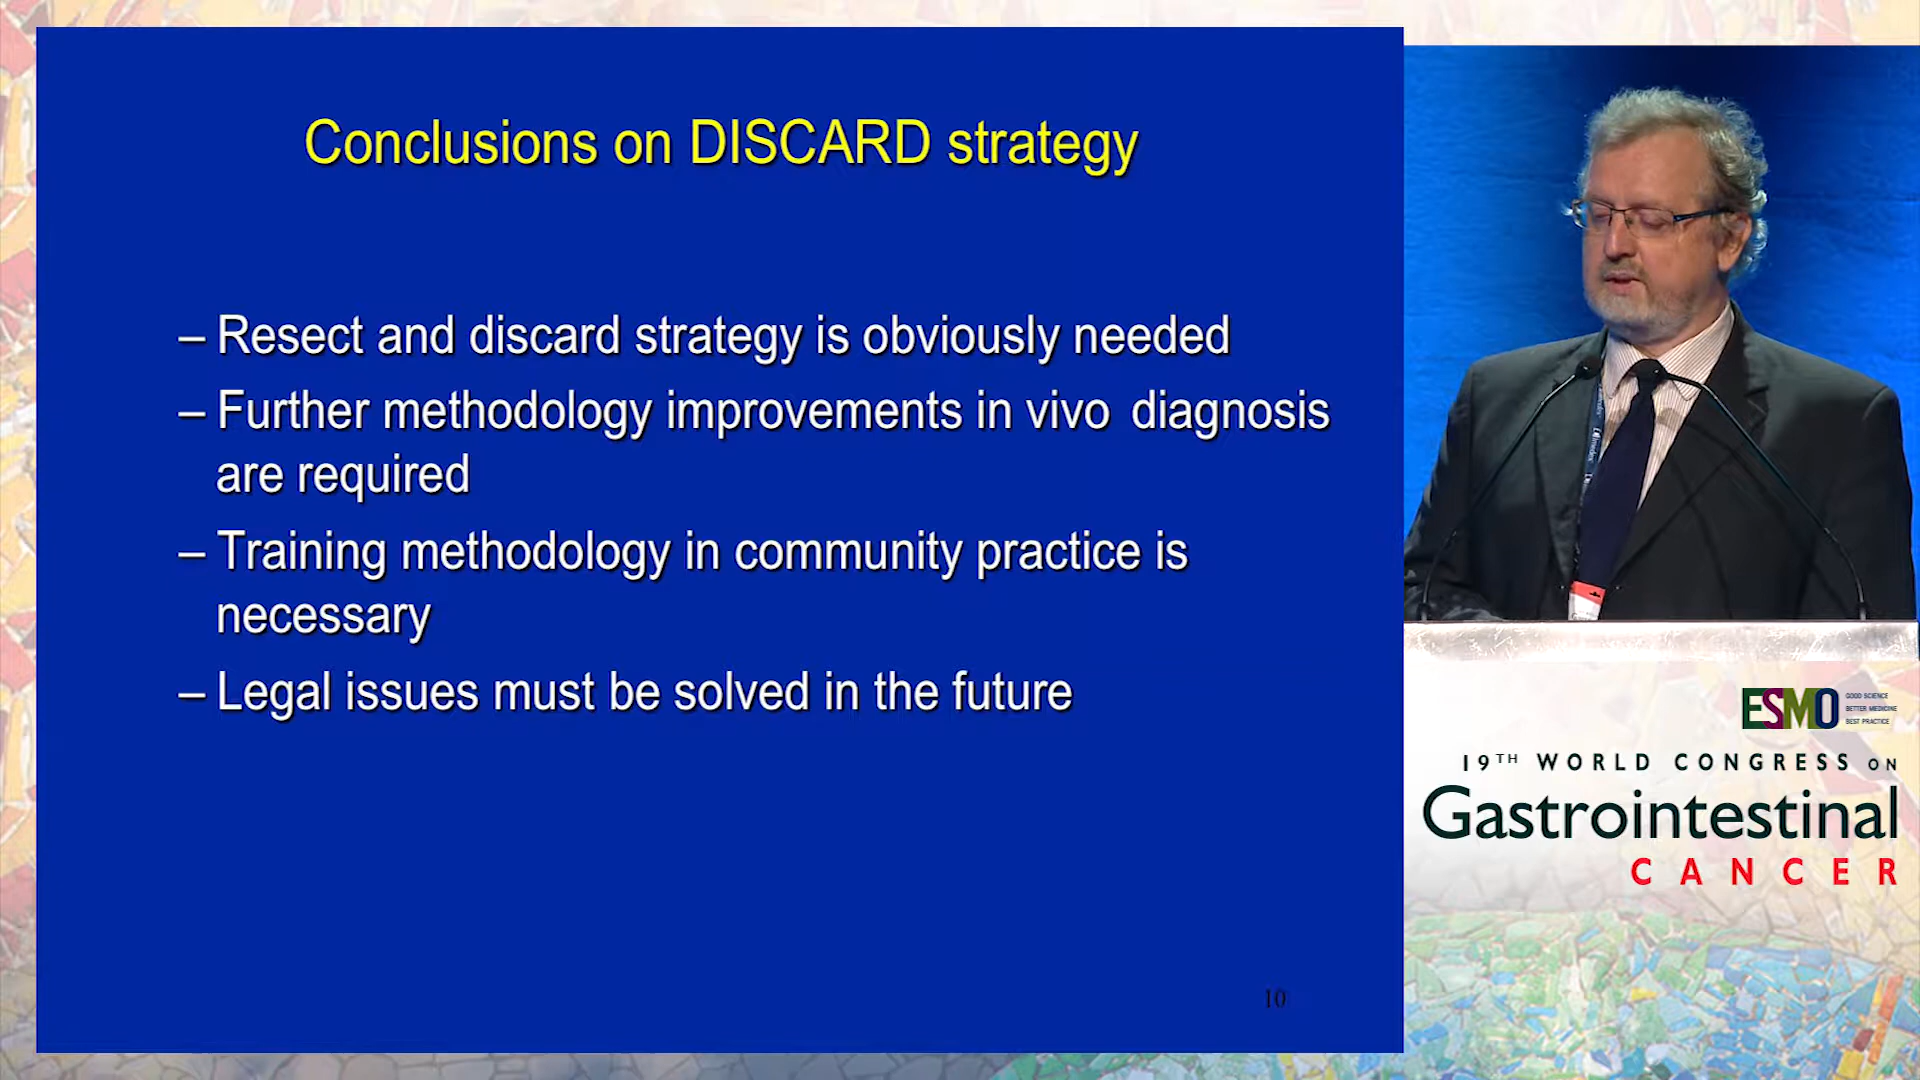 Conclusions on DISCARD strategy
– Resect and discard strategy is obviously needed
– Further methodology improvements in vivo diagnosis
are required
– Training methodology in community practice is
necessary
– Legal issues must be solved in the future
10
ESMO
GOOD SCIENCE
BETTER MEDICINE
BEST PRACTICE
19TH WORLD CONGRESS ON
Gastrointestinal
CANCER